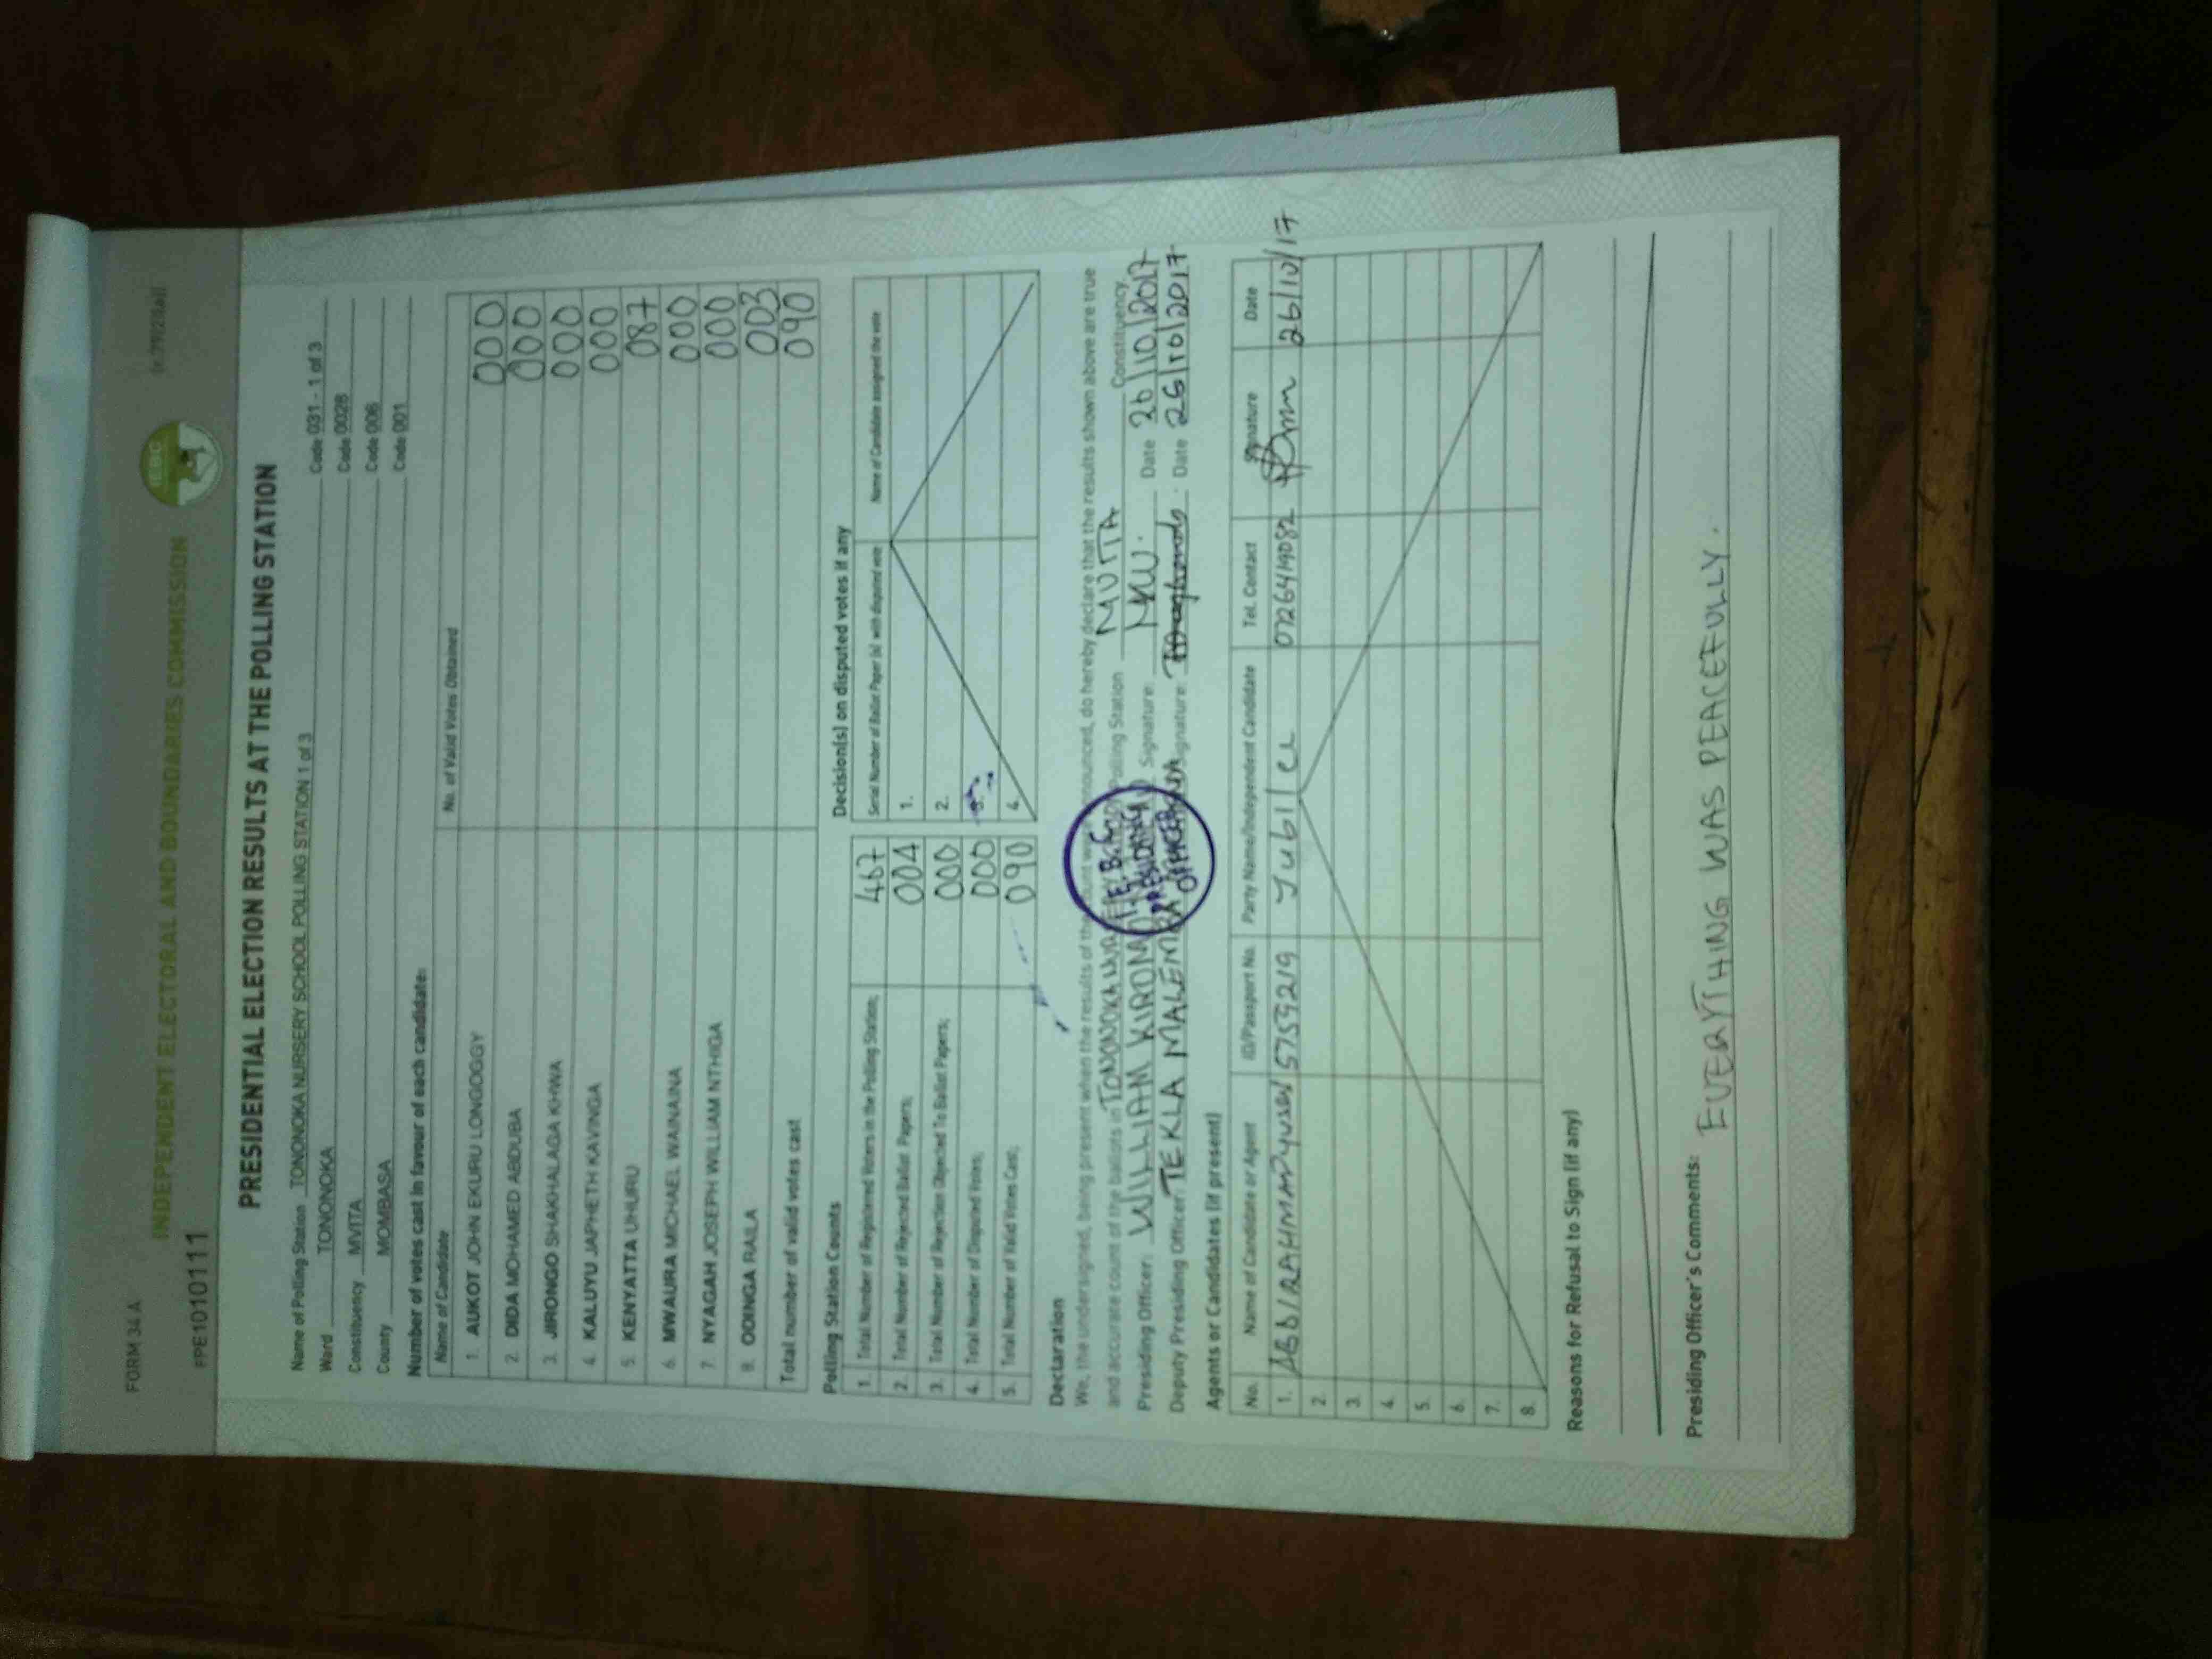 FORM 34A
INDEPENDENT ELECTORAL AND BOUNDARIES COMMISSION
IEBC
PPE1010111
PRESIDENTIAL ELECTION RESULTS AT THE POLLING STATION
Name of Polling Station TONONOKA NURSERY SCHOOL POLLING STATION 1 of 3 Code 031 - 1 of 3
Ward TONONOKA Code 0028
Constituency MVITA Code 006
County MOMBASA Code 001
Number of votes cast in favour of each candidate:
Name of Candidate No. of Valid Votes Obtained
1. AUKOT JOHN EKURU LONGOGGY 000
2. DIDA MOHAMED ABDUBA 000
3. JIRONGO SHAKHALAGA KHWA 000
4. KALUYU JAPHETH KAVINGA 000
5. KENYATTA UHURU 087
6. MWAURA MICHAEL WAINAINA 000
7. NYAGAH JOSEPH WILLIAM NTHIGA 000
8. ODINGA RAILA 003
Total number of valid votes cast 090
Polling Station Counts
1. Total Number of Registered Voters in the Polling Station; 467
2. Total Number of Rejected Ballot Papers; 004
3. Total Number of Rejection Objected To Ballot Papers; 000
4. Total Number of Disputed Votes; 000
5. Total Number of Valid Votes Cast; 090
Decision(s) on disputed votes if any
Serial Number of Ballot Paper (s) with disputed vote Name of Candidate assigned the vote
1.
2.
3.
4.
Declaration
We, the undersigned, being present when the results of the count were announced, do hereby declare that the results shown above are true
and accurate count of the ballots in TONONOKA Polling Station MVITA Constituency.
Presiding Officer: WILLIAM Signature: MKW. Date 26/10/2017
Deputy Presiding Officer: TEKLA Signature: Date 26/10/2017
I.E.B.C
PRESIDING
OFFICER
Agents or Candidates (if present)
No. Name of Candidate or Agent ID/Passport No. Party Name/Independent Candidate Tel. Contact Signature Date
1. 5759219 Jubilee 26/10/17
2.
3.
4.
5.
6.
7.
8.
Reasons for Refusal to Sign (if any)
Presiding Officer's Comments:
EVERYTHING WAS PEACEFULLY.